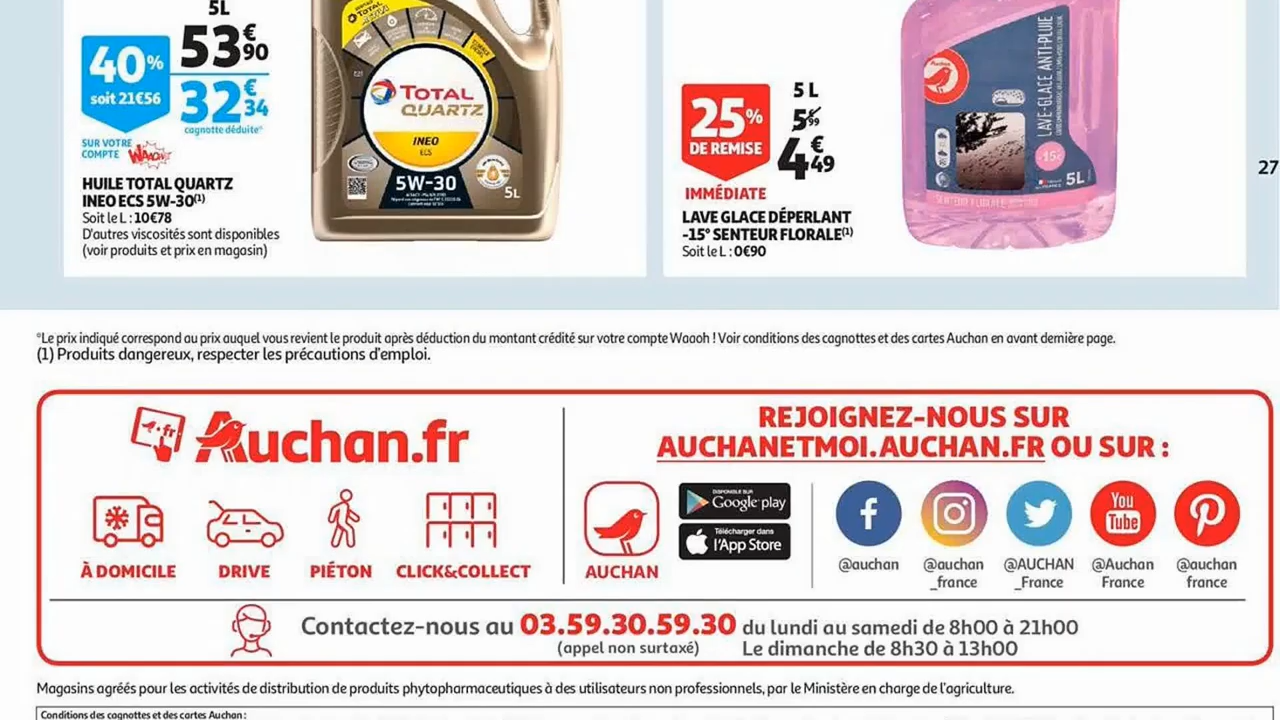 5L
53€90
40%
soit 21€56
32€34
cagnotte déduite*
SUR VOTRE
COMPTE Waaoh!
HUILE TOTAL QUARTZ
INEO ECS 5W-30(1)
Soit le L : 10€78
D'autres viscosités sont disponibles
(voir produits et prix en magasin)
TOTAL
QUARTZ
INEO
ECS
5W-30
5L
25%
DE REMISE
IMMÉDIATE
5 L
5€99
4€49
LAVE GLACE DÉPERLANT
-15° SENTEUR FLORALE(1)
Soit le L : 0€90
Auchan
LAVE-GLACE ANTI-PLUIE
-15°
5L
SENTEUR FLORALE
27
*Le prix indiqué correspond au prix auquel vous revient le produit après déduction du montant crédité sur votre compte Waaoh ! Voir conditions des cagnottes et des cartes Auchan en avant dernière page.
(1) Produits dangereux, respecter les précautions d'emploi.
.fr Auchan.fr
À DOMICILE DRIVE PIÉTON CLICK&COLLECT
REJOIGNEZ-NOUS SUR
AUCHANETMOI.AUCHAN.FR OU SUR :
AUCHAN
DISPONIBLE SUR
Google play
Télécharger dans
l'App Store
You
Tube
@auchan
@auchan
_france
@AUCHAN
_France
@Auchan
France
@auchan
france
Contactez-nous au 03.59.30.59.30 du lundi au samedi de 8h00 à 21h00
(appel non surtaxé) Le dimanche de 8h30 à 13h00
Magasins agréés pour les activités de distribution de produits phytopharmaceutiques à des utilisateurs non professionnels, par le Ministère en charge de l'agriculture.
Conditions des cagnottes et des cartes Auchan :